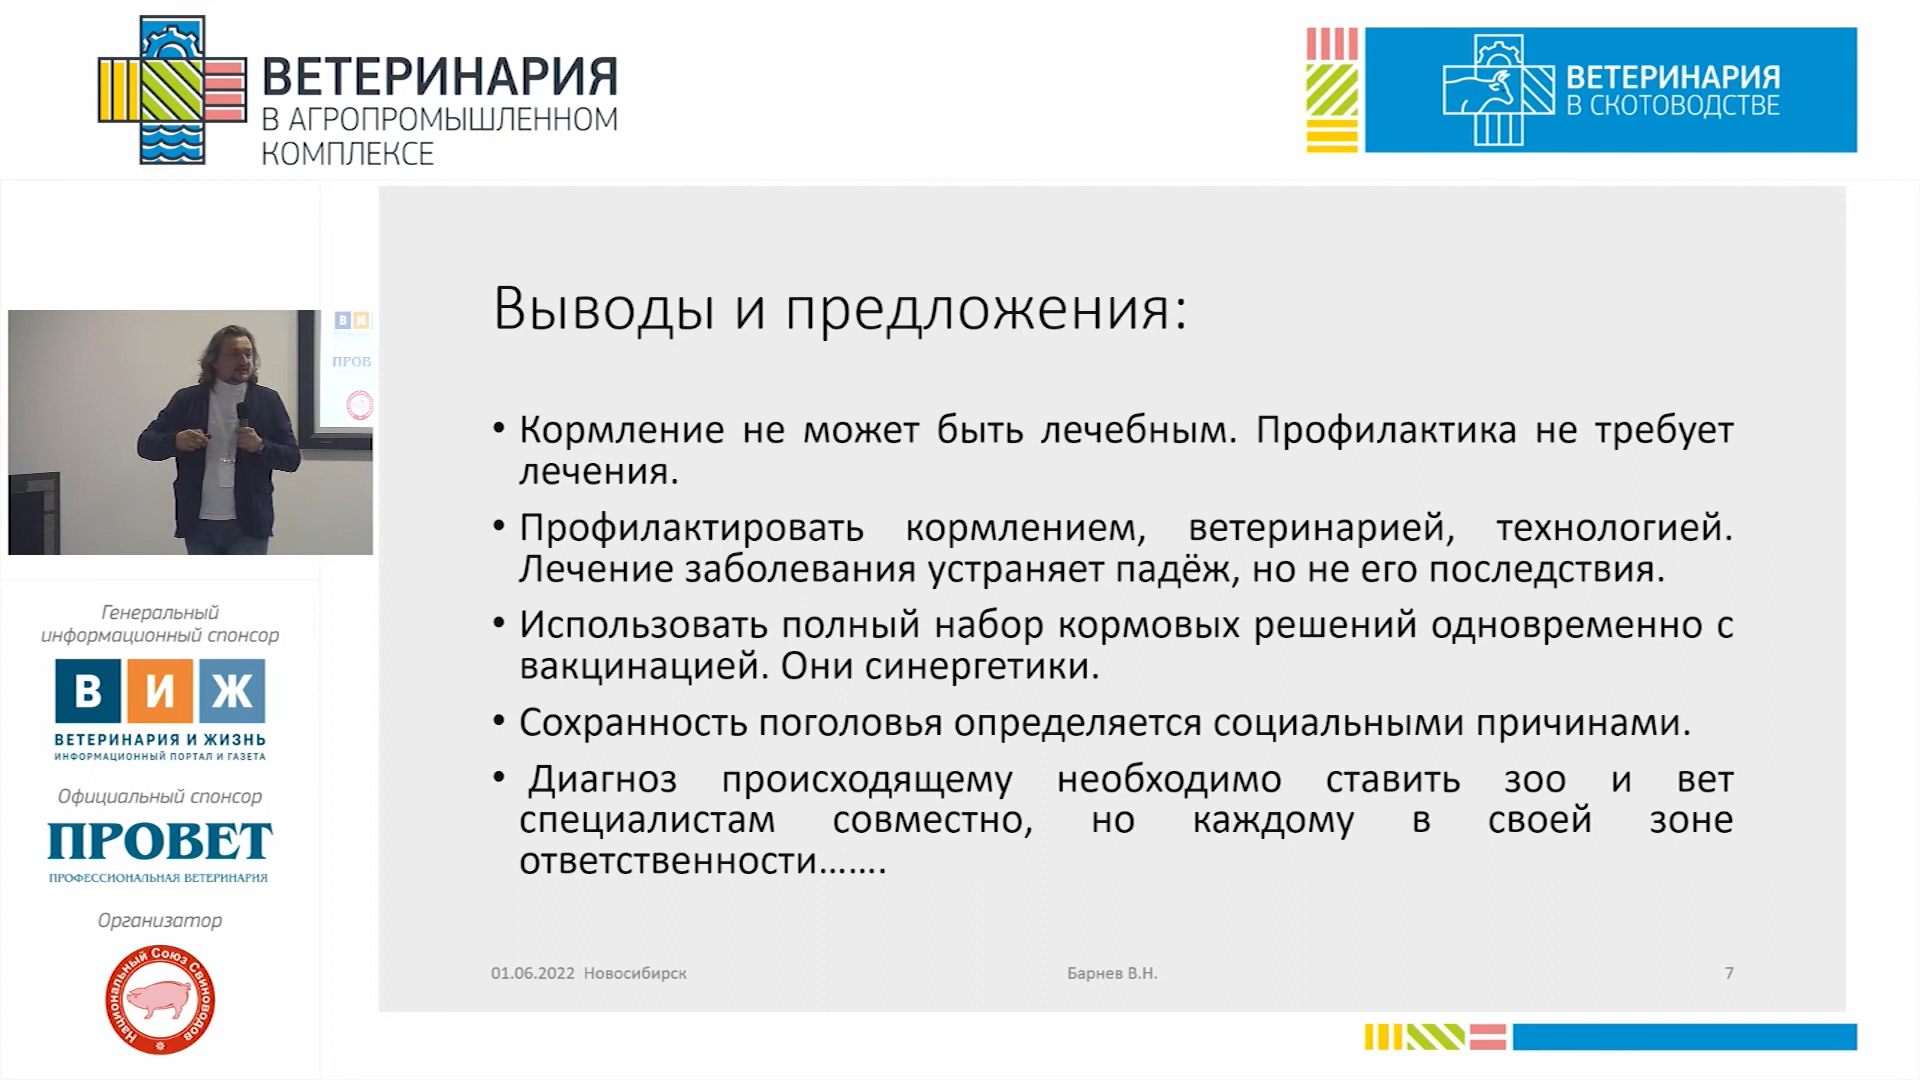 ВЕТЕРИНАРИЯ
В АГРОПРОМЫШЛЕННОМ
КОМПЛЕКСЕ
ВЕТЕРИНАРИЯ
В СКОТОВОДСТВЕ
Выводы и предложения:
• Кормление не может быть лечебным. Профилактика не требует
лечения.
• Профилактировать кормлением, ветеринарией, технологией.
Лечение заболевания устраняет падёж, но не его последствия.
• Использовать полный набор кормовых решений одновременно с
вакцинацией. Они синергетики.
• Сохранность поголовья определяется социальными причинами.
• Диагноз происходящему необходимо ставить зоо и вет
специалистам совместно, но каждому в своей зоне
ответственности…….
01.06.2022 Новосибирск
Барнев В.Н.
7
В И
ПРОВ
Генеральный
информационный спонсор
В И Ж
ВЕТЕРИНАРИЯ И ЖИЗНЬ
ИНФОРМАЦИОННЫЙ ПОРТАЛ И ГАЗЕТА
Официальный спонсор
ПРОВЕТ
ПРОФЕССИОНАЛЬНАЯ ВЕТЕРИНАРИЯ
Организатор
Национальный Союз Свиноводов